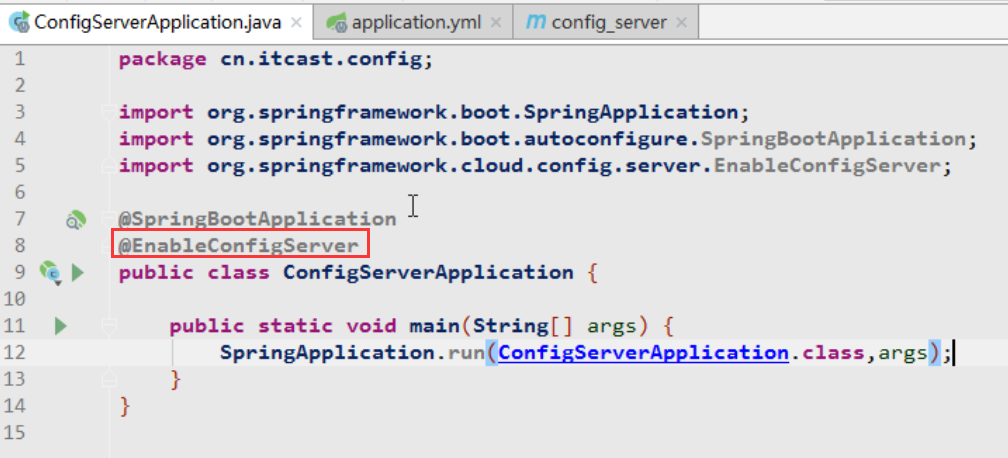 ConfigServerApplication.java application.yml config_server
1 package cn.itcast.config;
2
3 import org.springframework.boot.SpringApplication;
4 import org.springframework.boot.autoconfigure.SpringBootApplication;
5 import org.springframework.cloud.config.server.EnableConfigServer;
6
7 @SpringBootApplication
8 @EnableConfigServer
9 public class ConfigServerApplication {
10
11 public static void main(String[] args) {
12 SpringApplication.run(ConfigServerApplication.class,args);
13 }
14 }
15